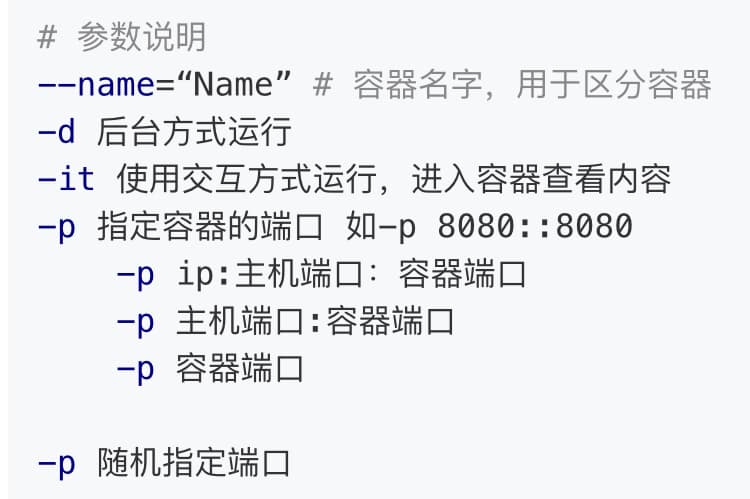 # 参数说明
--name=“Name” # 容器名字，用于区分容器
-d 后台方式运行
-it 使用交互方式运行，进入容器查看内容
-p 指定容器的端口 如-p 8080::8080
-p ip:主机端口：容器端口
-p 主机端口:容器端口
-p 容器端口
-p 随机指定端口